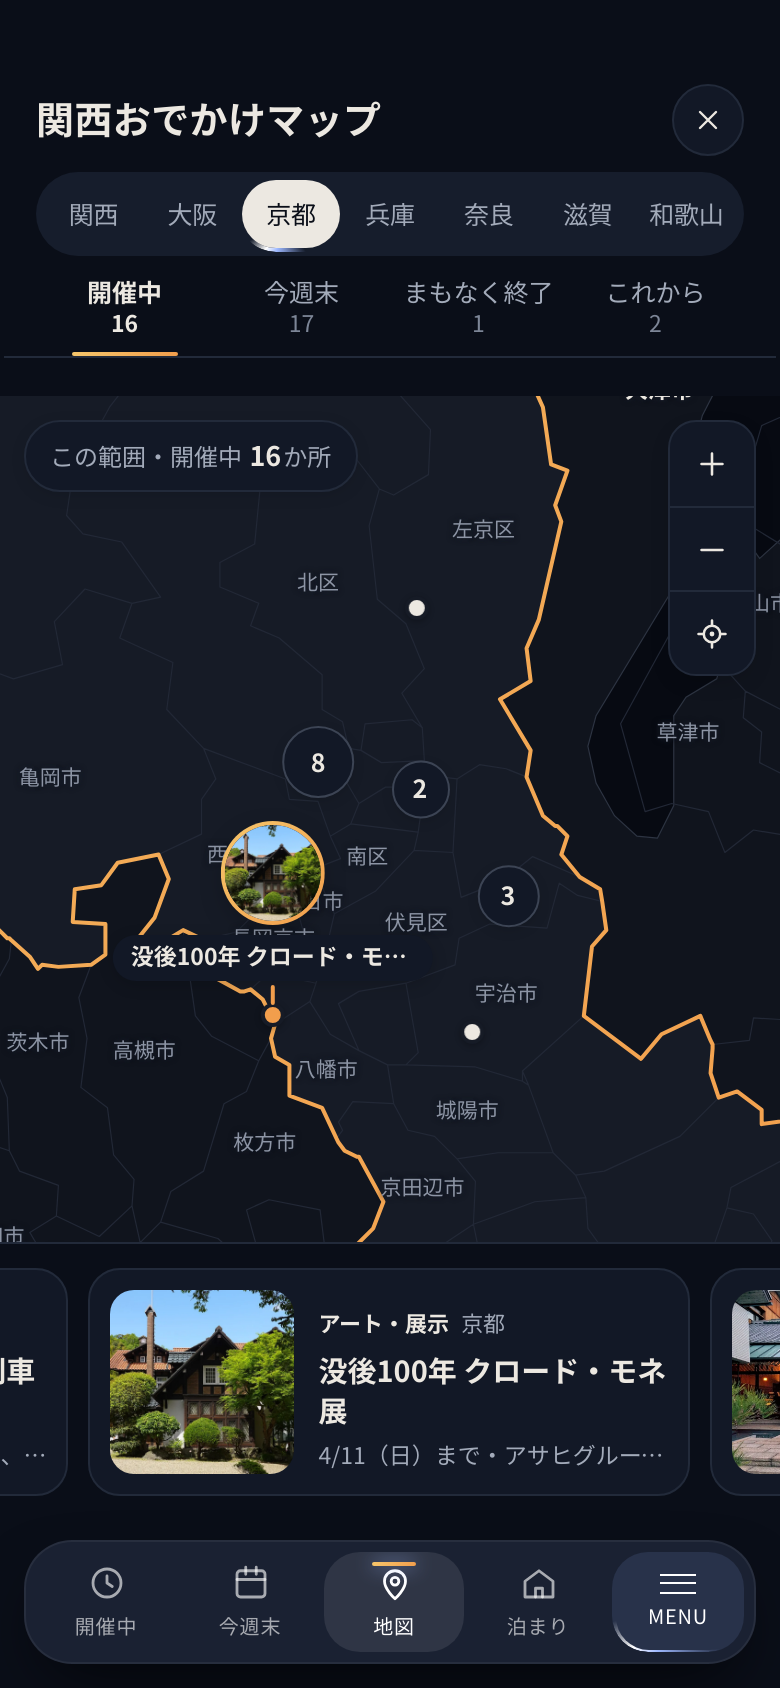 関西おでかけマップ
関西 大阪 京都 兵庫 奈良 滋賀 和歌山
開催中 今週末 まもなく終了 これから
16 17 1 2
この範囲・開催中 16か所
左京区
北区
草津市
亀岡市
8
2
西
南区
3
市
伏見区
没後100年 クロード・モ…
宇治市
茨木市
高槻市
八幡市
城陽市
枚方市
京田辺市
市
アート・展示 京都
没後100年 クロード・モネ
展
4/11（日）まで・アサヒグルー…
列車
、…
開催中 今週末 地図 泊まり MENU